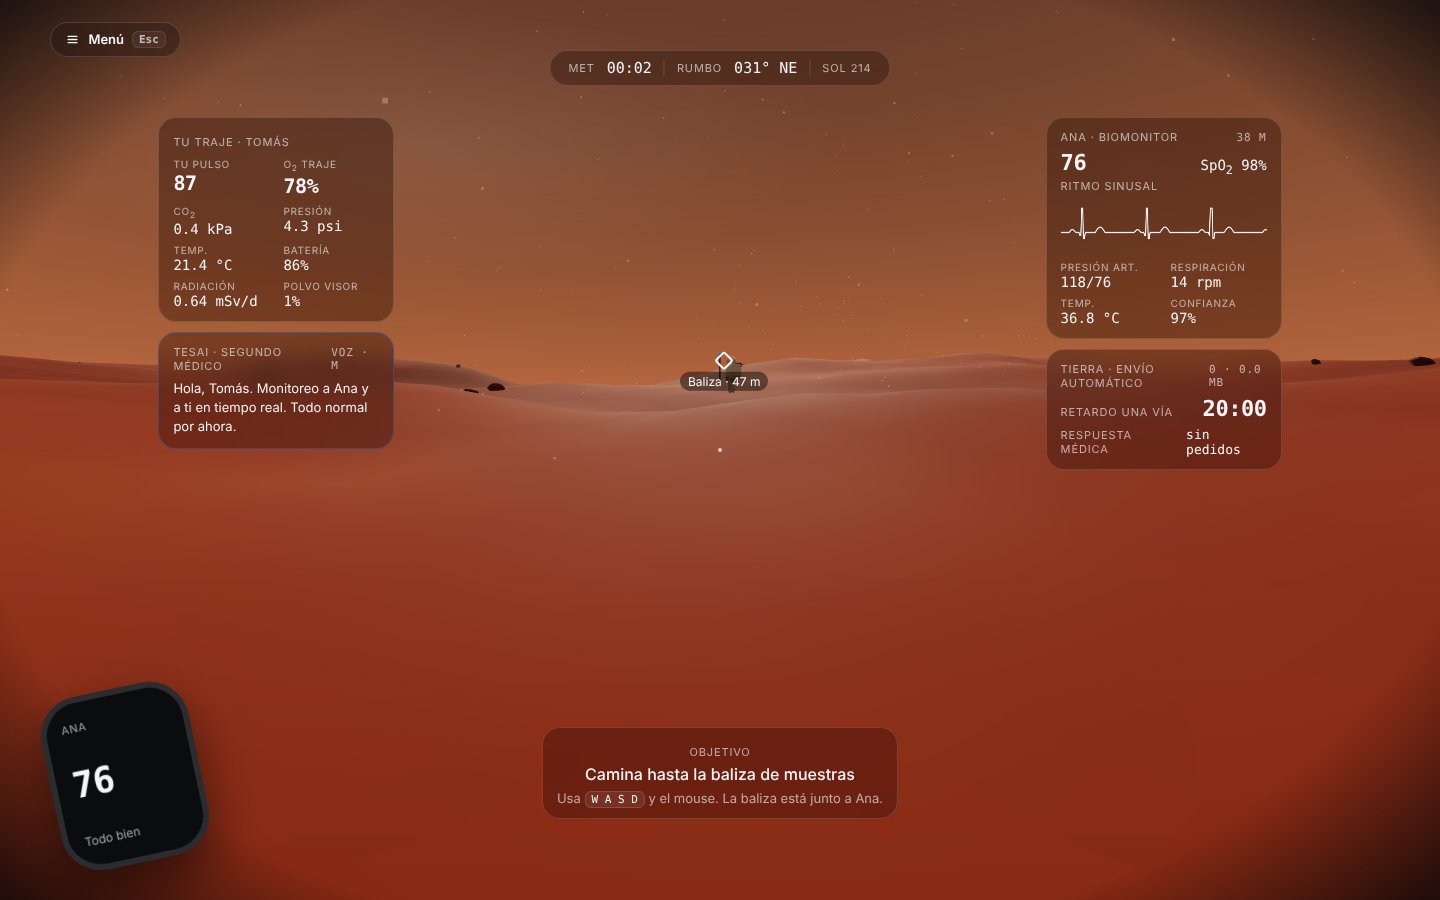 Menú Esc
MET 00:02 RUMBO 031° NE SOL 214
TU TRAJE · TOMÁS
TU PULSO O₂ TRAJE
87 78%
CO₂ PRESIÓN
0.4 kPa 4.3 psi
TEMP. BATERÍA
21.4 °C 86%
RADIACIÓN POLVO VISOR
0.64 mSv/d 1%
TESAI · SEGUNDO VOZ ·
MÉDICO M
Hola, Tomás. Monitoreo a Ana y
a ti en tiempo real. Todo normal
por ahora.
ANA · BIOMONITOR 38 M
76 SpO₂ 98%
RITMO SINUSAL
PRESIÓN ART. RESPIRACIÓN
118/76 14 rpm
TEMP. CONFIANZA
36.8 °C 97%
TIERRA · ENVÍO 0 · 0.0
AUTOMÁTICO MB
RETARDO UNA VÍA 20:00
RESPUESTA sin
MÉDICA pedidos
Baliza · 47 m
ANA
76
Todo bien
OBJETIVO
Camina hasta la baliza de muestras
Usa W A S D y el mouse. La baliza está junto a Ana.